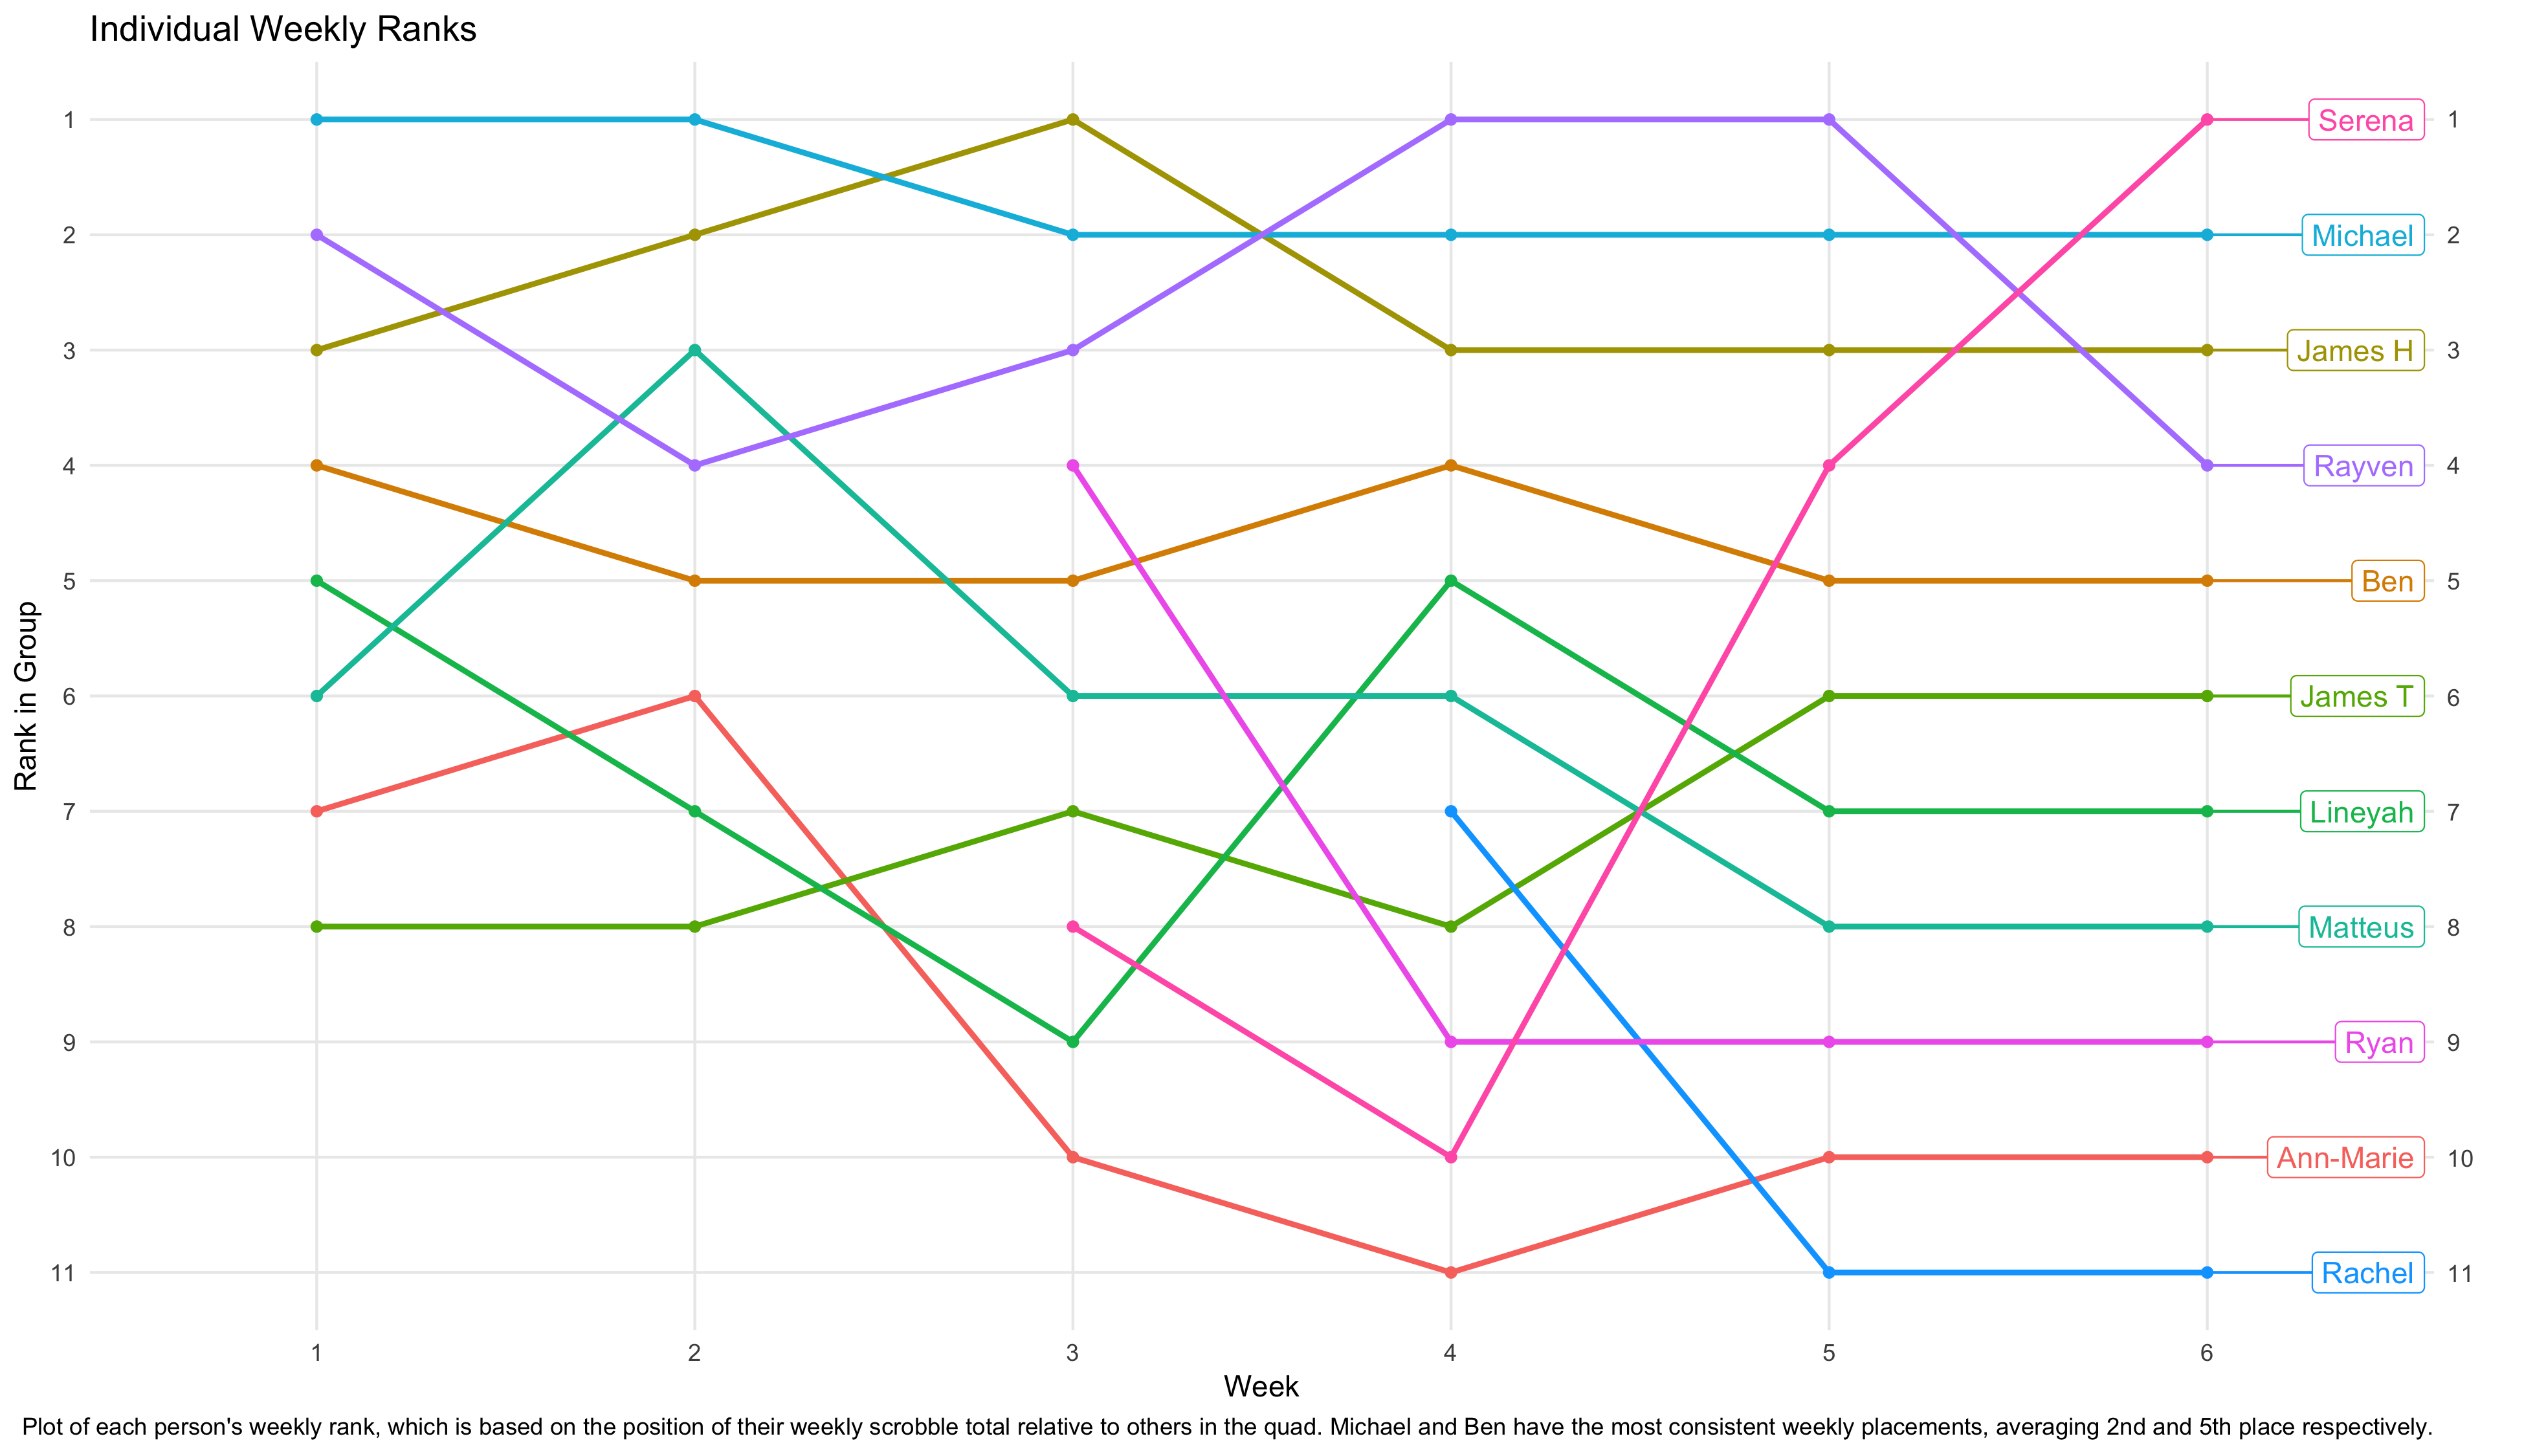 Individual Weekly Ranks
Rank in Group
1
2
3
4
5
6
7
8
9
10
11
Serena 1
Michael 2
James H 3
Rayven 4
Ben 5
James T 6
Lineyah 7
Matteus 8
Ryan 9
Ann-Marie 10
Rachel 11
1 2 3 4 5 6
Week
Plot of each person's weekly rank, which is based on the position of their weekly scrobble total relative to others in the quad. Michael and Ben have the most consistent weekly placements, averaging 2nd and 5th place respectively.